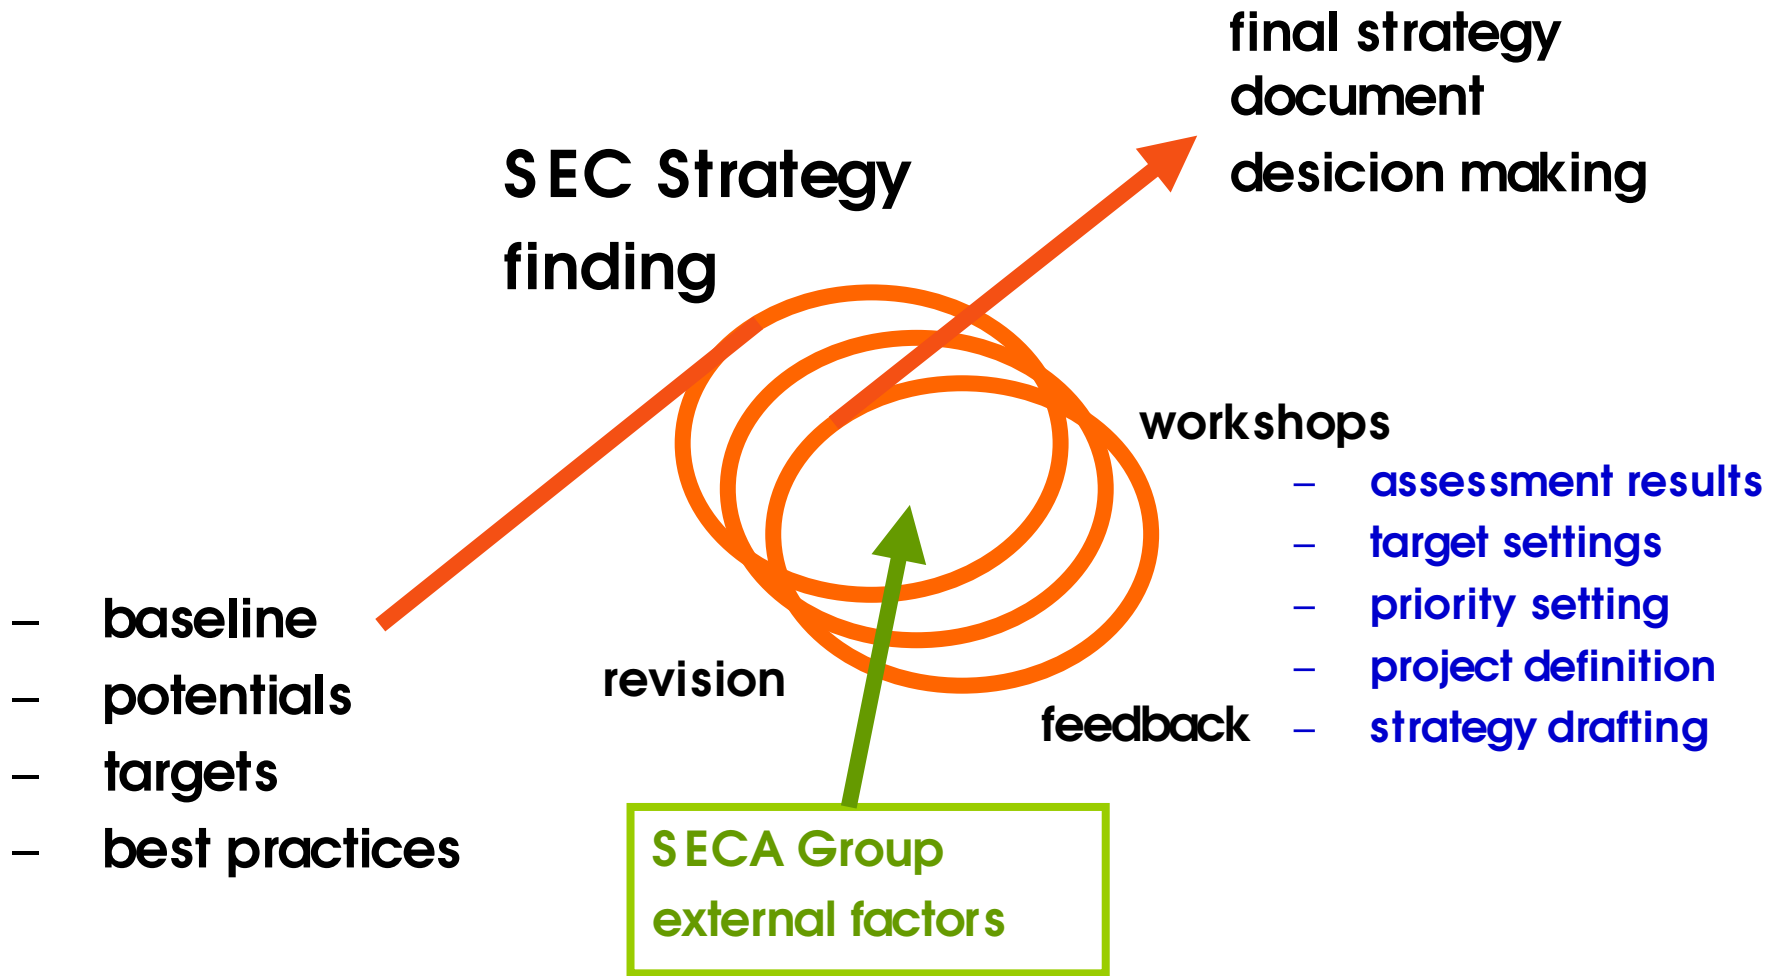 final strategy
document
desicion making
SEC Strategy
finding
workshops
– assessment results
– target settings
– priority setting
– project definition
– strategy drafting
– baseline
– potentials
– targets
– best practices
revision
feedback
SECA Group
external factors